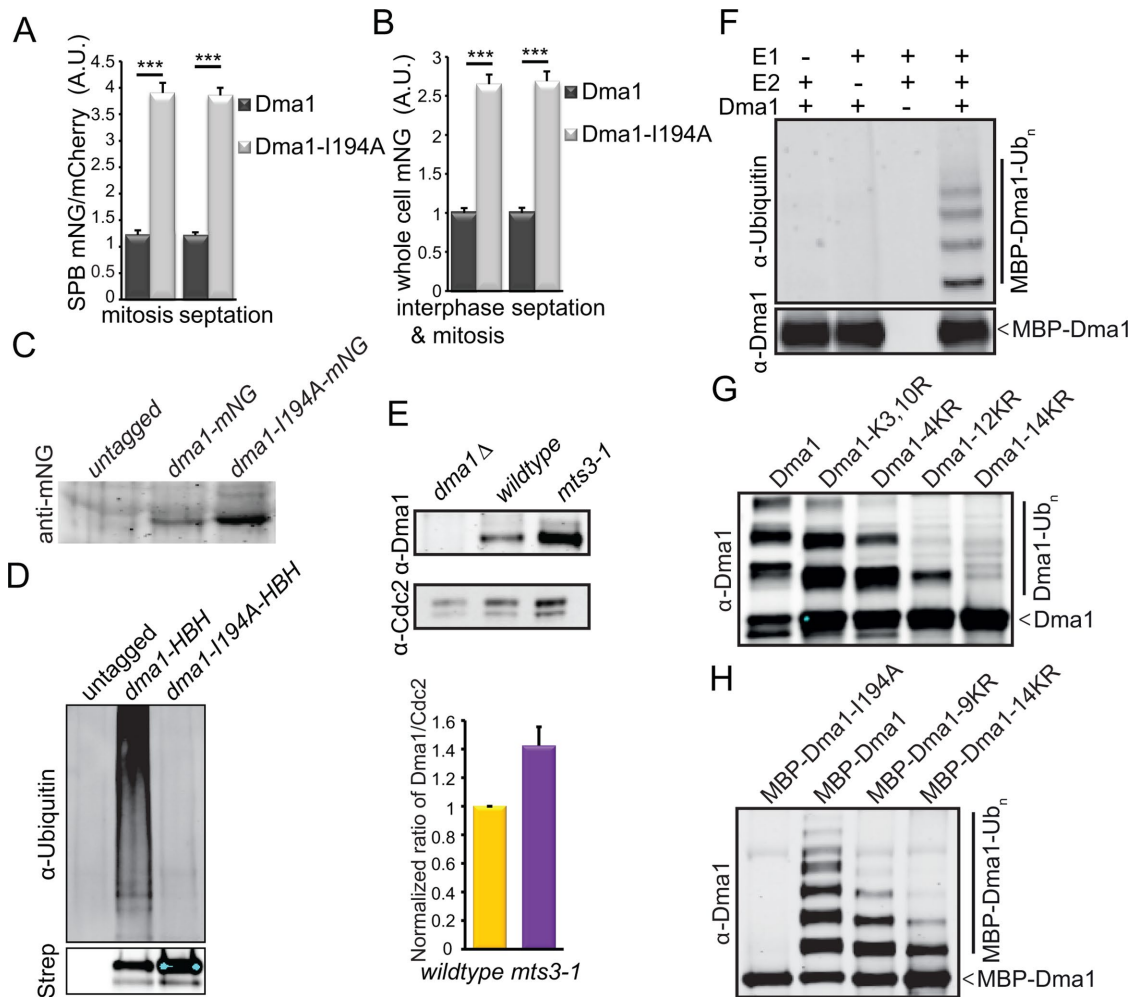 A
SPB mNG/mCherry (A.U.)
4.5
4
3.5
3
2.5
2
1.5
1
0.5
0
***
***
Dma1
Dma1-I194A
mitosis septation
B
whole cell mNG (A.U.)
3
2.5
2
1.5
1
0.5
0
***
***
Dma1
Dma1-I194A
interphase septation
& mitosis
C
untagged
dma1-mNG
dma1-I194A-mNG
anti-mNG
D
untagged
dma1-HBH
dma1-I194A-HBH
α-Ubiquitin
Strep
E
dma1Δ
wildtype
mts3-1
α-Dma1
α-Cdc2
Normalized ratio of Dma1/Cdc2
1.6
1.4
1.2
1
0.8
0.6
0.4
0.2
0
wildtype mts3-1
F
E1 - + + +
E2 + - + +
Dma1 + + - +
α-Ubiquitin
MBP-Dma1-Ubn
α-Dma1
<MBP-Dma1
G
Dma1
Dma1-K3,10R
Dma1-4KR
Dma1-12KR
Dma1-14KR
α-Dma1
Dma1-Ubn
<Dma1
H
MBP-Dma1-I194A
MBP-Dma1
MBP-Dma1-9KR
MBP-Dma1-14KR
α-Dma1
MBP-Dma1-Ubn
<MBP-Dma1